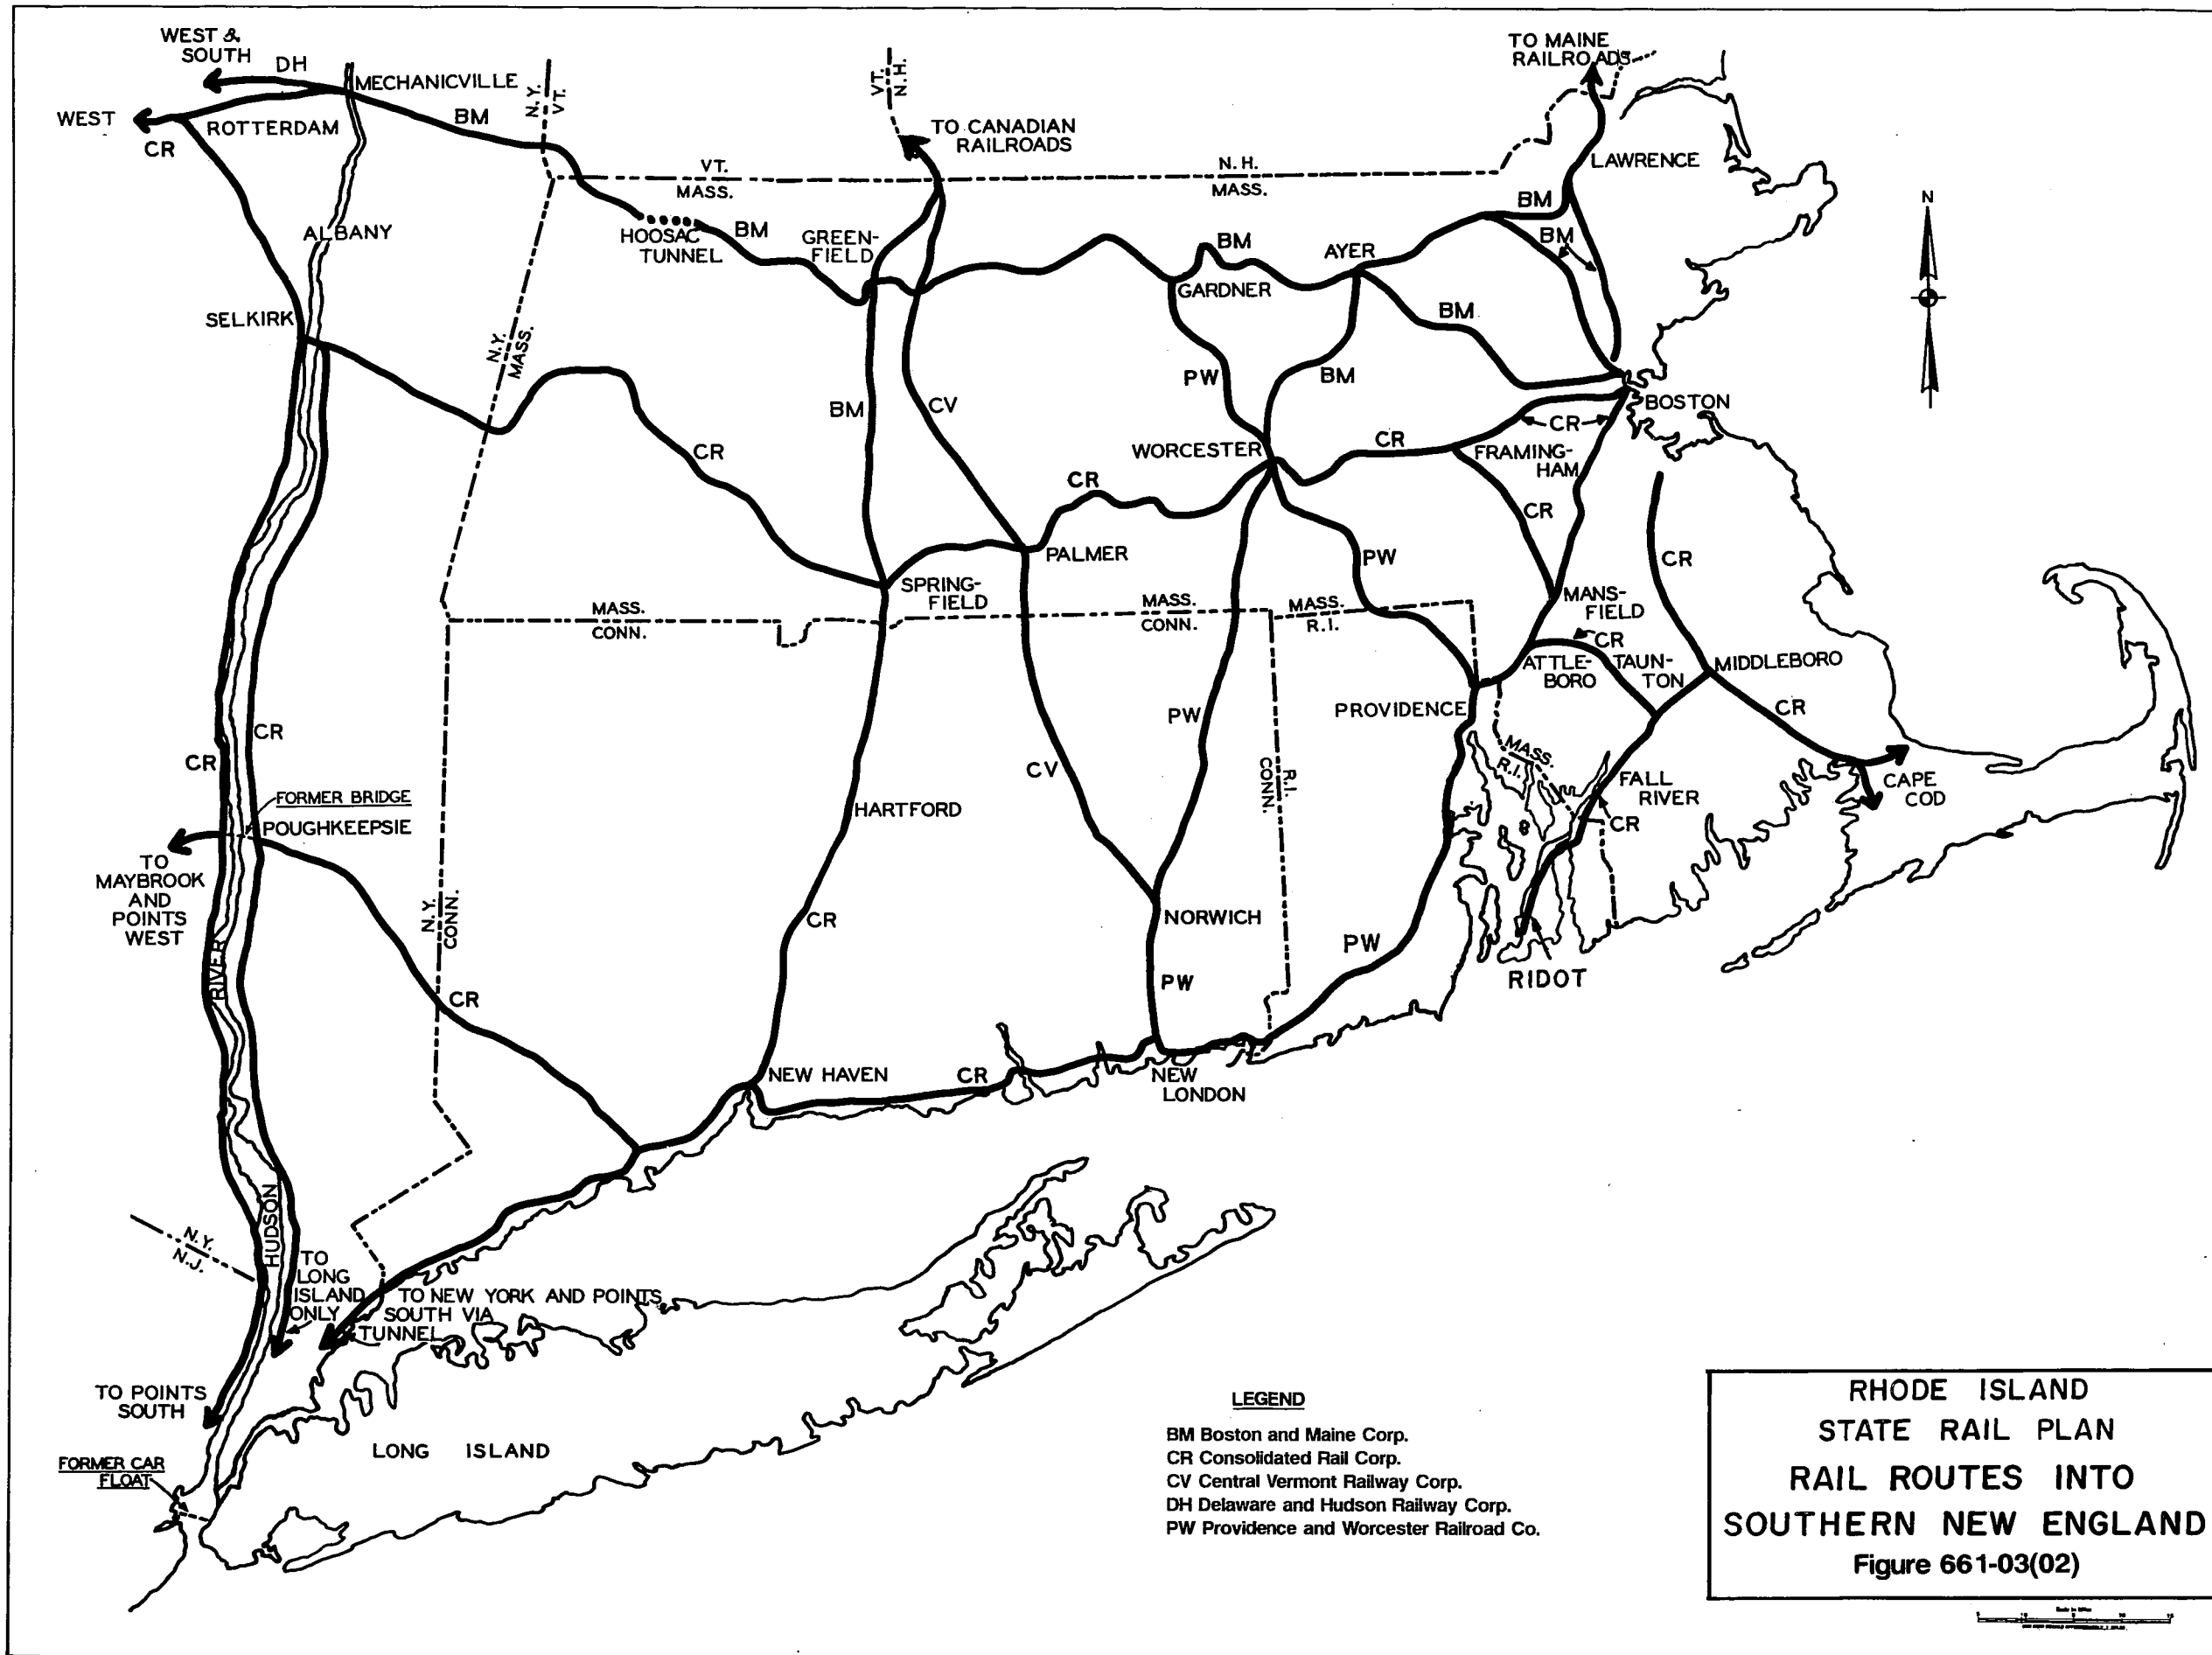 WEST &
SOUTH
DH
MECHANICVILLE
WEST
CR
ROTTERDAM
BM
N.Y.
VT.
VT.
N.H.
TO CANADIAN
RAILROADS
TO MAINE
RAILROADS
LAWRENCE
VT.
MASS.
N.H.
MASS.
BM
BM
ALBANY
HOOSAC
TUNNEL
BM
GREEN-
FIELD
BM
AYER
GARDNER
N
SELKIRK
N.Y.
MASS.
BM
PW
BM
BM
CV
BOSTON
CR
CR
WORCESTER
CR
FRAMING-
HAM
CR
CR
PW
CR
PALMER
SPRING-
FIELD
MANS-
FIELD
MASS.
CONN.
MASS.
CONN.
MASS.
R.I.
CR
ATTLE-
BORO
TAUN-
TON
MIDDLEBORO
PROVIDENCE
CR
CR
PW
CR
CV
MASS.
R.I.
R.I.
CONN.
FALL
RIVER
CAPE
COD
FORMER BRIDGE
POUGHKEEPSIE
HARTFORD
CR
TO
MAYBROOK
AND
POINTS
WEST
N.Y.
CONN.
CR
NORWICH
RIVER
CR
PW
PW
RIDOT
NEW HAVEN
CR
NEW
LONDON
HUDSON
N.Y.
N.J.
TO
LONG
ISLAND
ONLY
TO NEW YORK AND POINTS
SOUTH VIA
TUNNEL
TO POINTS
SOUTH
LONG ISLAND
FORMER CAR
FLOAT
LEGEND
BM Boston and Maine Corp.
CR Consolidated Rail Corp.
CV Central Vermont Railway Corp.
DH Delaware and Hudson Railway Corp.
PW Providence and Worcester Railroad Co.
RHODE ISLAND
STATE RAIL PLAN
RAIL ROUTES INTO
SOUTHERN NEW ENGLAND
Figure 661-03(02)